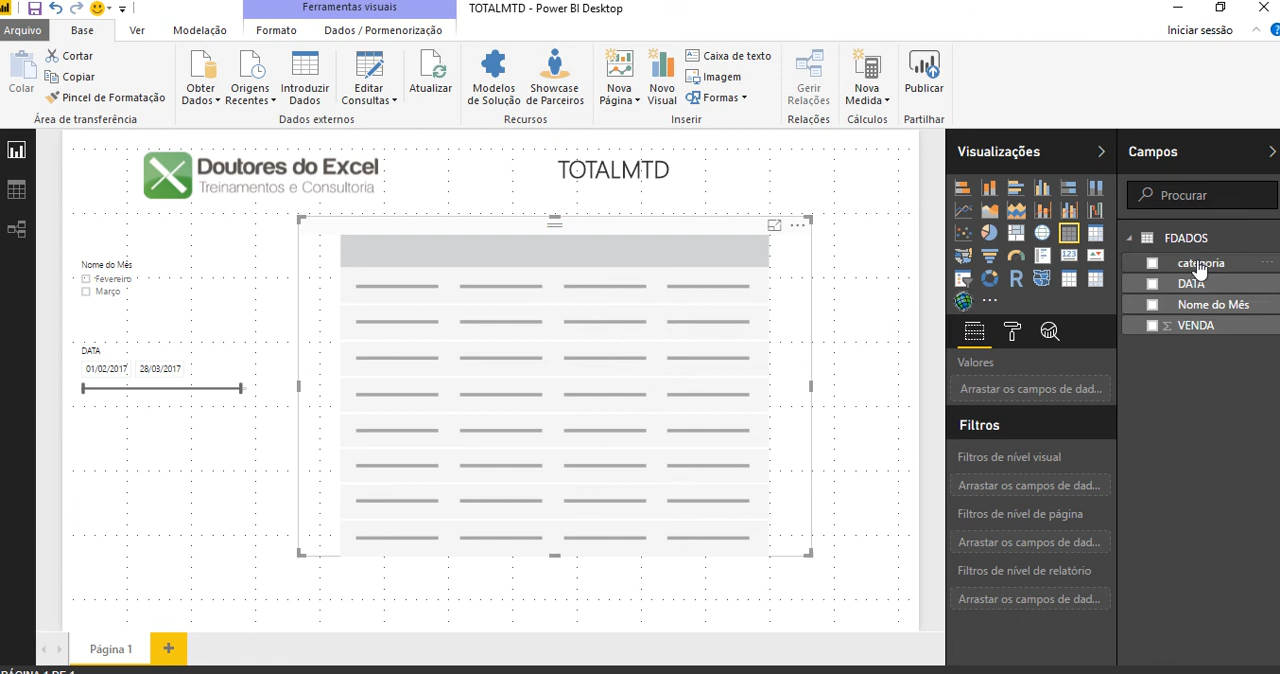 TOTALMTD - Power BI Desktop
Ferramentas visuais
Arquivo
Base
Ver
Modelação
Formato
Dados / Pormenorização
Iniciar sessão
Colar
Cortar
Copiar
Pincel de Formatação
Área de transferência
Obter
Dados
Origens
Recentes
Introduzir
Dados
Editar
Consultas
Atualizar
Dados externos
Modelos
de Solução
Showcase
de Parceiros
Recursos
Nova
Página
Novo
Visual
Caixa de texto
Imagem
Formas
Inserir
Gerir
Relações
Relações
Nova
Medida
Cálculos
Publicar
Partilhar
Doutores do Excel
Treinamentos e Consultoria
TOTALMTD
Nome do Mês
Fevereiro
Março
DATA
01/02/2017
28/03/2017
Visualizações
Valores
Arrastar os campos de dad...
Filtros
Filtros de nível visual
Arrastar os campos de dad...
Filtros de nível de página
Arrastar os campos de dad...
Filtros de nível de relatório
Arrastar os campos de dad...
Campos
Procurar
FDADOS
categoria
DATA
Nome do Mês
Σ VENDA
Página 1
PÁGINA 1 DE 1